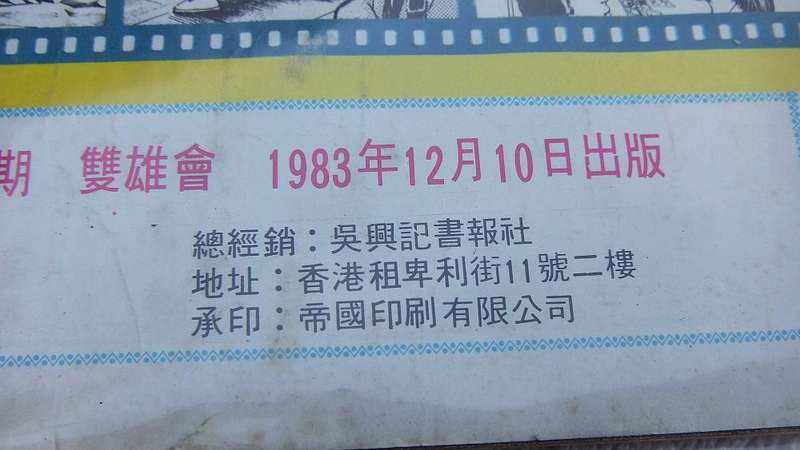 期 雙雄會 1983年12月10日出版
總經銷：吳興記書報社
地址：香港租卑利街11號二樓
承印：帝國印刷有限公司